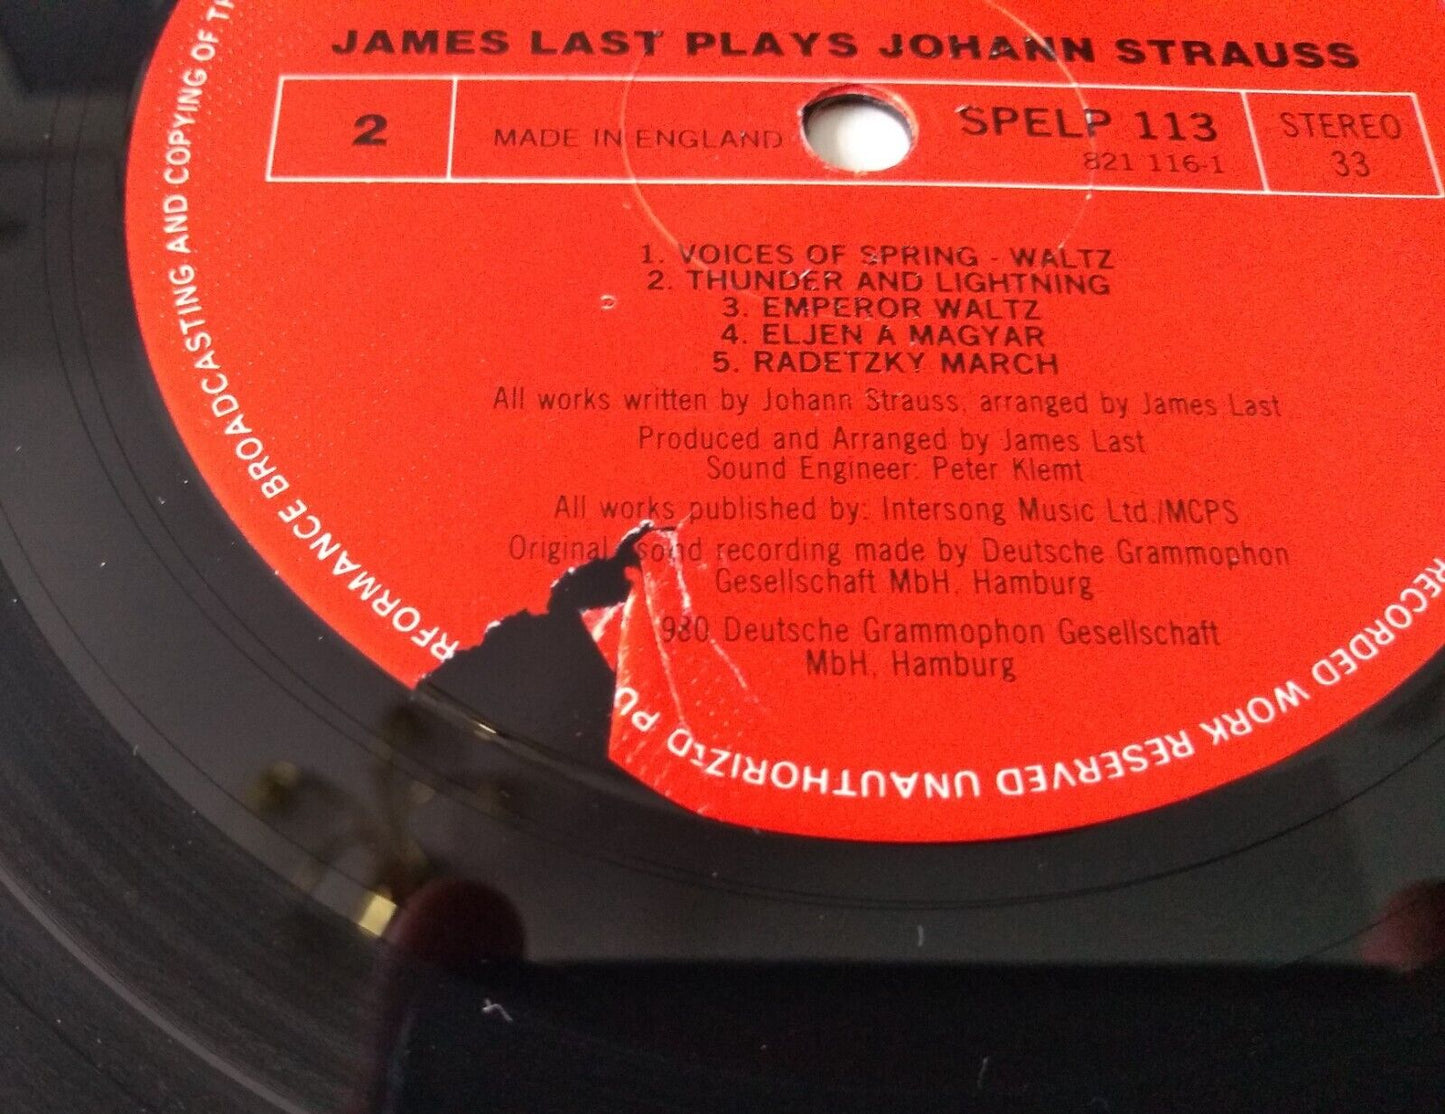 JAMES LAST PLAYS JOHANN STRAUSS
2
MADE IN ENGLAND
SPELP 113
821 116-1
STEREO
33
1. VOICES OF SPRING - WALTZ
2. THUNDER AND LIGHTNING
3. EMPEROR WALTZ
4. ELJEN A MAGYAR
5. RADETZKY MARCH
All works written by Johann Strauss, arranged by James Last
Produced and Arranged by James Last
Sound Engineer: Peter Klemt
All works published by: Intersong Music Ltd./MCPS
Original sound recording made by Deutsche Grammophon
Gesellschaft MbH, Hamburg
980 Deutsche Grammophon Gesellschaft
MbH, Hamburg
RECORDED WORK RESERVED UNAUTHORIZED PU RFORMANCE BROADCASTING AND COPYING OF TH